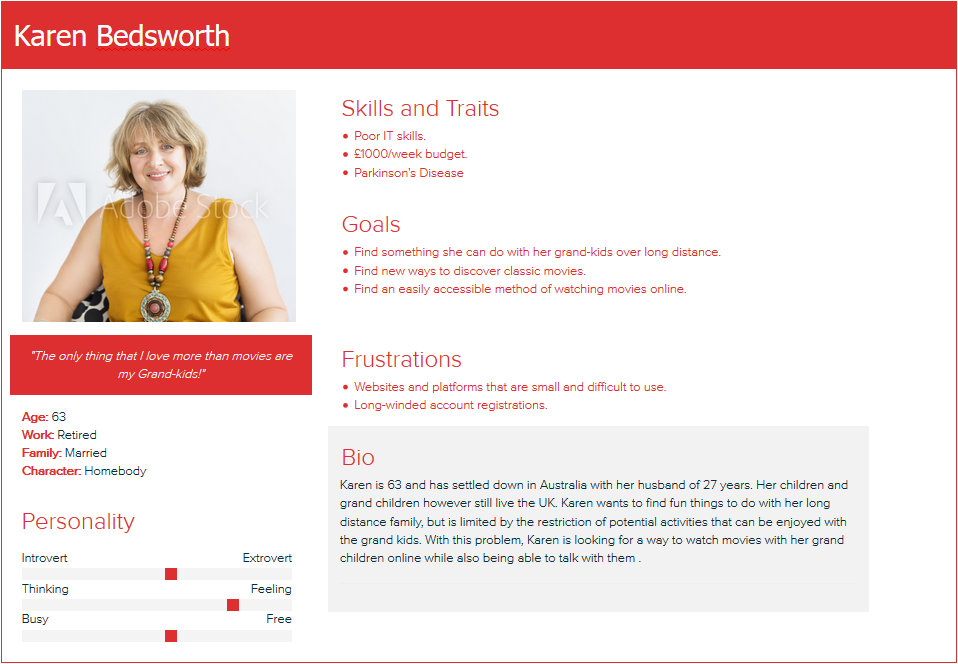 Karen Bedsworth
Adobe Stock
"The only thing that I love more than movies are
my Grand-kids!"
Age: 63
Work: Retired
Family: Married
Character: Homebody
Personality
Introvert Extrovert
Thinking Feeling
Busy Free
Skills and Traits
Poor IT skills.
£1000/week budget.
Parkinson's Disease
Goals
Find something she can do with her grand-kids over long distance.
Find new ways to discover classic movies.
Find an easily accessible method of watching movies online.
Frustrations
Websites and platforms that are small and difficult to use.
Long-winded account registrations.
Bio
Karen is 63 and has settled down in Australia with her husband of 27 years. Her children and
grand children however still live the UK. Karen wants to find fun things to do with her long
distance family, but is limited by the restriction of potential activities that can be enjoyed with
the grand kids. With this problem, Karen is looking for a way to watch movies with her grand
children online while also being able to talk with them .